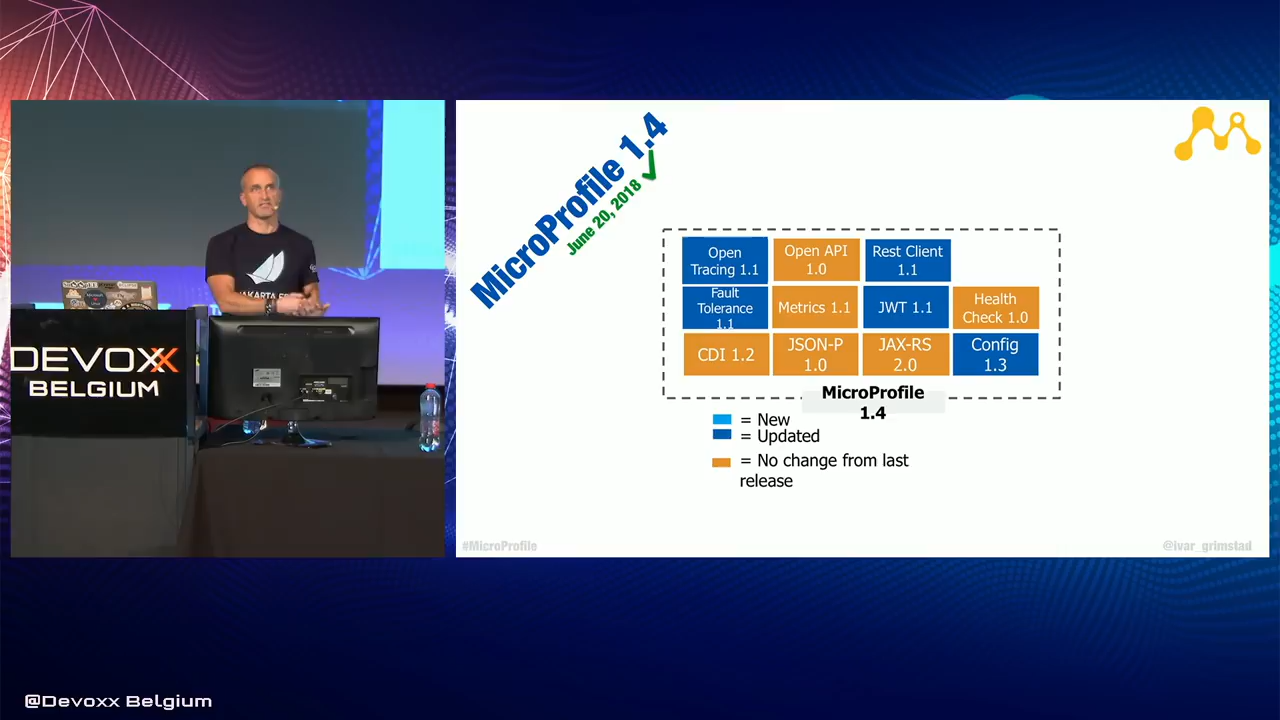 MicroProfile 1.4
June 20, 2018
Open
Tracing 1.1
Open API
1.0
Rest Client
1.1
Fault
Tolerance
1.1
Metrics 1.1
JWT 1.1
Health
Check 1.0
CDI 1.2
JSON-P
1.0
JAX-RS
2.0
Config
1.3
MicroProfile
1.4
= New
= Updated
= No change from last
release
#MicroProfile
@ivar_grimstad
DEVOXX
BELGIUM
@Devoxx Belgium